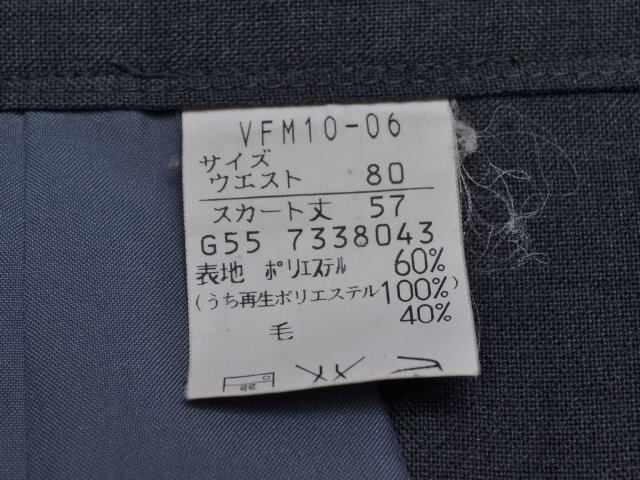 VFM10-06
サイズ
ウエスト 80
スカート丈 57
G55 7338043
表地 ポリエステル 60%
(うち再生ポリエステル100%)
毛 40%